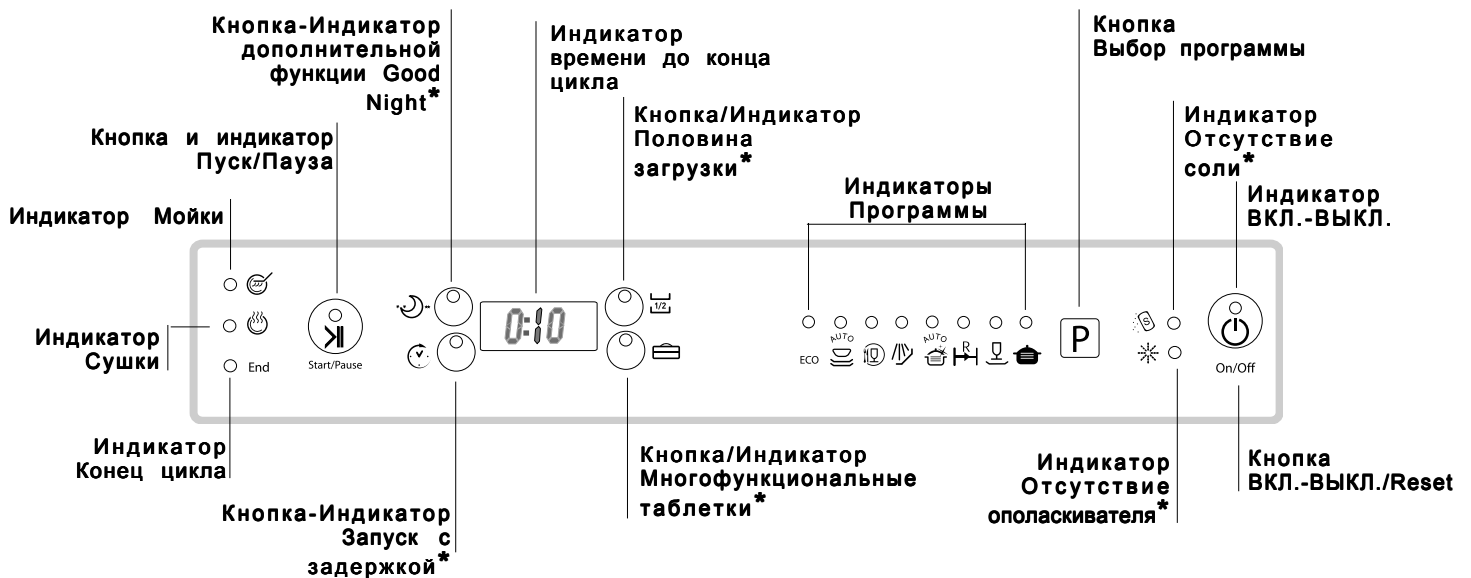 Кнопка-Индикатор
дополнительной
функции Good
Night*
Индикатор
времени до конца
цикла
Кнопка
Выбор программы
Кнопка/Индикатор
Половина
загрузки*
Индикатор
Отсутствие
соли*
Кнопка и индикатор
Пуск/Пауза
Индикаторы
Программы
Индикатор
ВКЛ.-ВЫКЛ.
Индикатор Мойки
Индикатор
Сушки
End
Start/Pause
0:10
1/2
ECO
AUTO
AUTO
R
P
S
On/Off
Индикатор
Конец цикла
Кнопка-Индикатор
Запуск с
задержкой*
Кнопка/Индикатор
Многофункциональные
таблетки*
Индикатор
Отсутствие
ополаскивателя*
Кнопка
ВКЛ.-ВЫКЛ./Reset